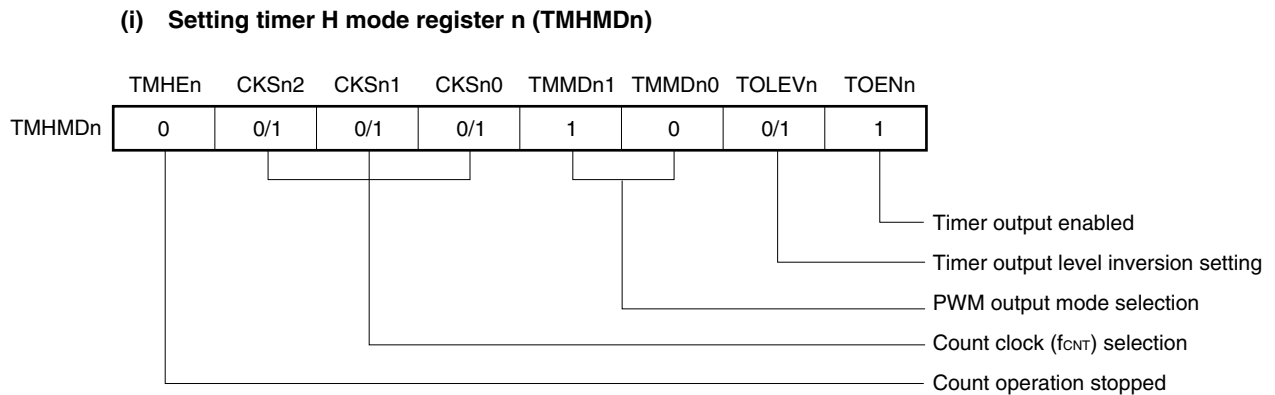 (i) Setting timer H mode register n (TMHMDn)
TMHEn CKSn2 CKSn1 CKSn0 TMMDn1 TMMDn0 TOLEVn TOENn
TMHMDn 0 0/1 0/1 0/1 1 0 0/1 1
Timer output enabled
Timer output level inversion setting
PWM output mode selection
Count clock (fCNT) selection
Count operation stopped